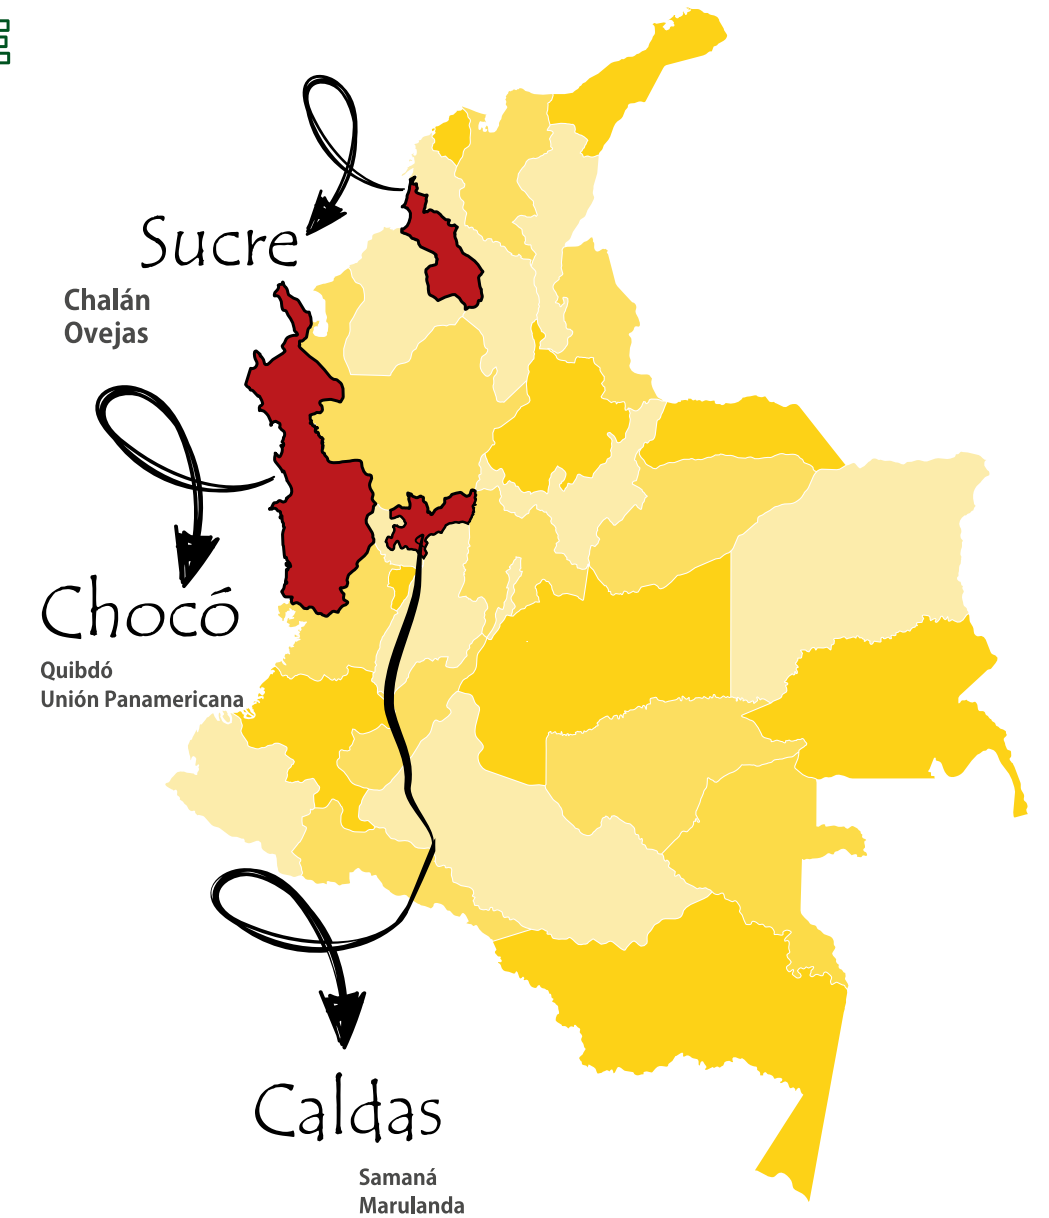 Sucre
Chalán
Ovejas
Chocó
Quibdó
Unión Panamericana
Caldas
Samaná
Marulanda